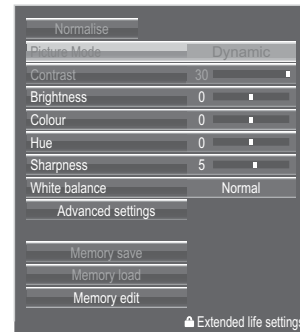 Normalise
Picture Mode Dynamic
Contrast 30
Brightness 0
Colour 0
Hue 0
Sharpness 5
White balance Normal
Advanced settings
Memory save
Memory load
Memory edit
Extended life settings